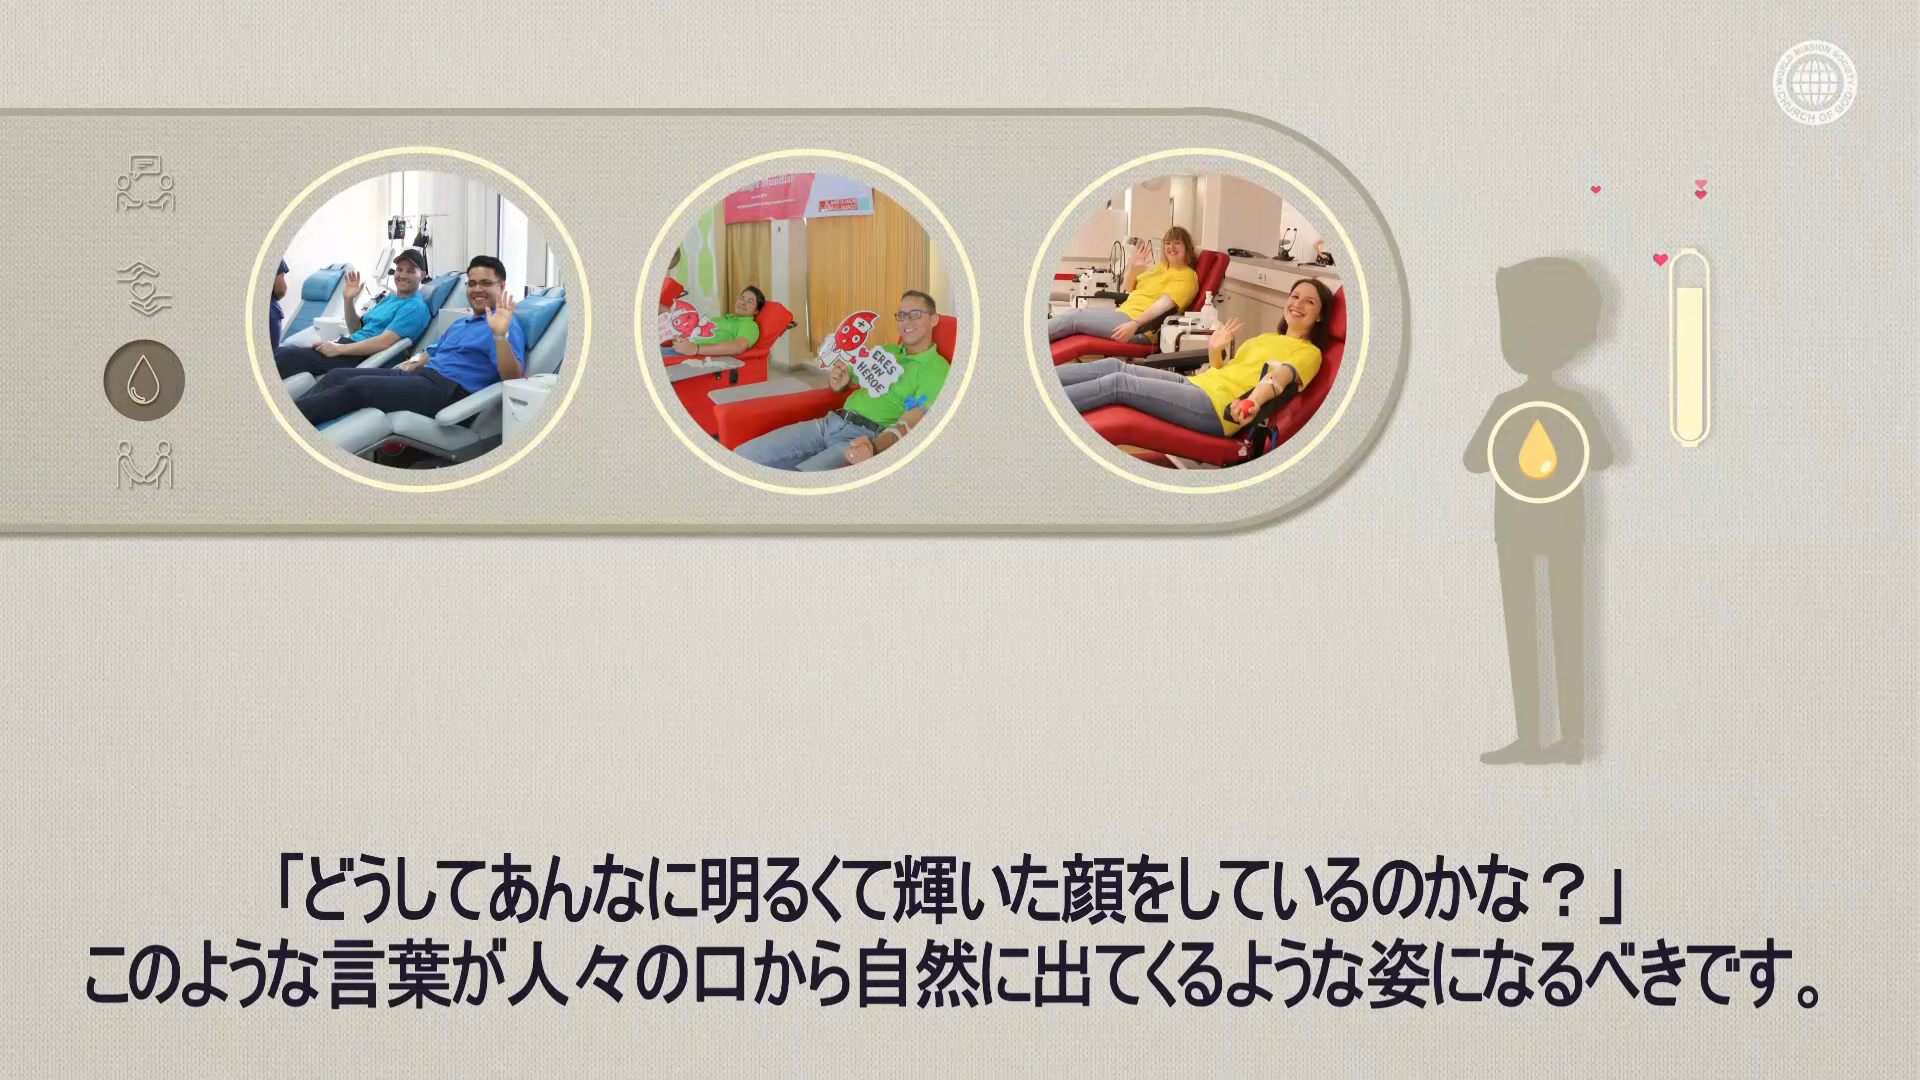 WORLD MISSION SOCIETY
CHURCH OF GOD
ERES
UN
HEROE
「どうしてあんなに明るくて輝いた顔をしているのかな？」
このような言葉が人々の口から自然に出てくるような姿になるべきです。